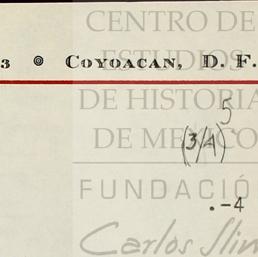 CENTRO DE
ESTUDIOS
3 ◎ COYOACAN, D. F.
DE HISTORIA
DE MEXICO
5
(3/4)
FUNDACIÓ
.-4
Carlos Slim